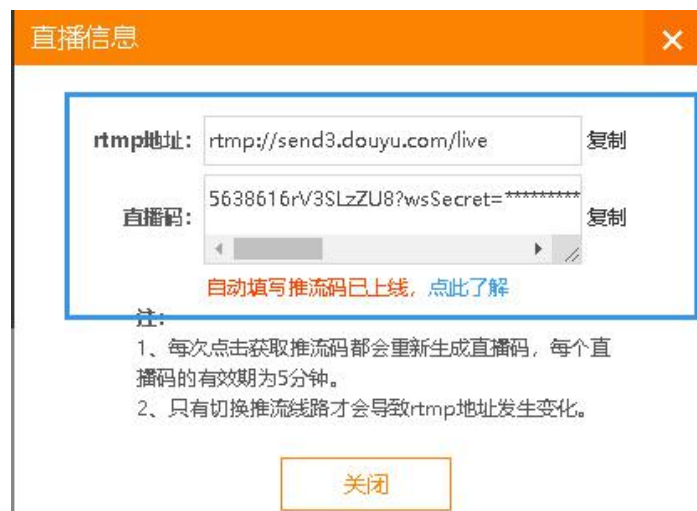 直播信息
rtmp地址： rtmp://send3.douyu.com/live 复制
直播码： 5638616rV3SLzZU8?wsSecret=********* 复制
自动填写推流码已上线，点此了解
注：
1、每次点击获取推流码都会重新生成直播码，每个直
播码的有效期为5分钟。
2、只有切换推流线路才会导致rtmp地址发生变化。
关闭